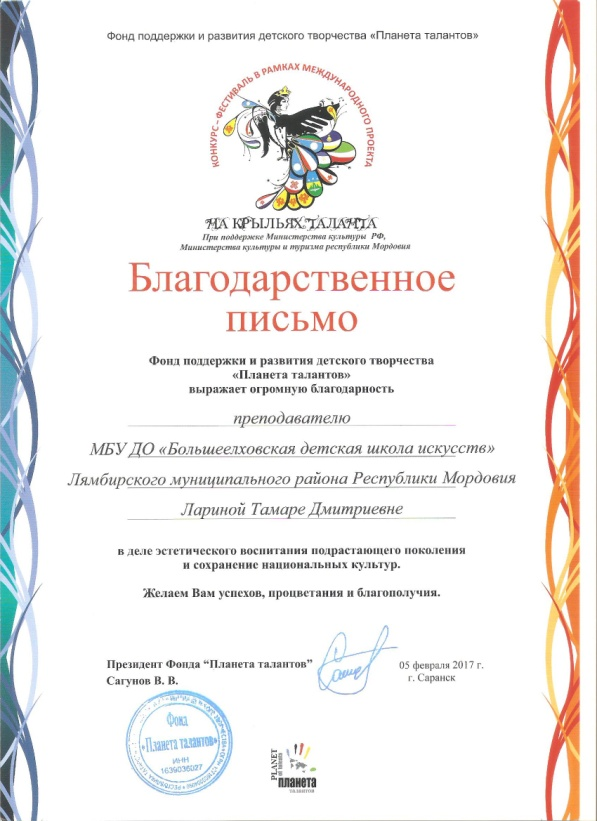 Фонд поддержки и развития детского творчества «Планета талантов»
КОНКУРС – ФЕСТИВАЛЬ В РАМКАХ МЕЖДУНАРОДНОГО ПРОЕКТА
НА КРЫЛЬЯХ ТАЛАНТА
При поддержке Министерства культуры РФ,
Министерства культуры и туризма республики Мордовия
Благодарственное
письмо
Фонд поддержки и развития детского творчества
«Планета талантов»
выражает огромную благодарность
преподавателю
МБУ ДО «Большеелховская детская школа искусств»
Лямбирского муниципального района Республики Мордовия
Лариной Тамаре Дмитриевне
в деле эстетического воспитания подрастающего поколения
и сохранение национальных культур.
Желаем Вам успехов, процветания и благополучия.
Президент Фонда “Планета талантов”
Сагунов В. В.
05 февраля 2017 г.
г. Саранск
Фонд
«Планета талантов»
ИНН
1639036027
PLANET
планета
талантов